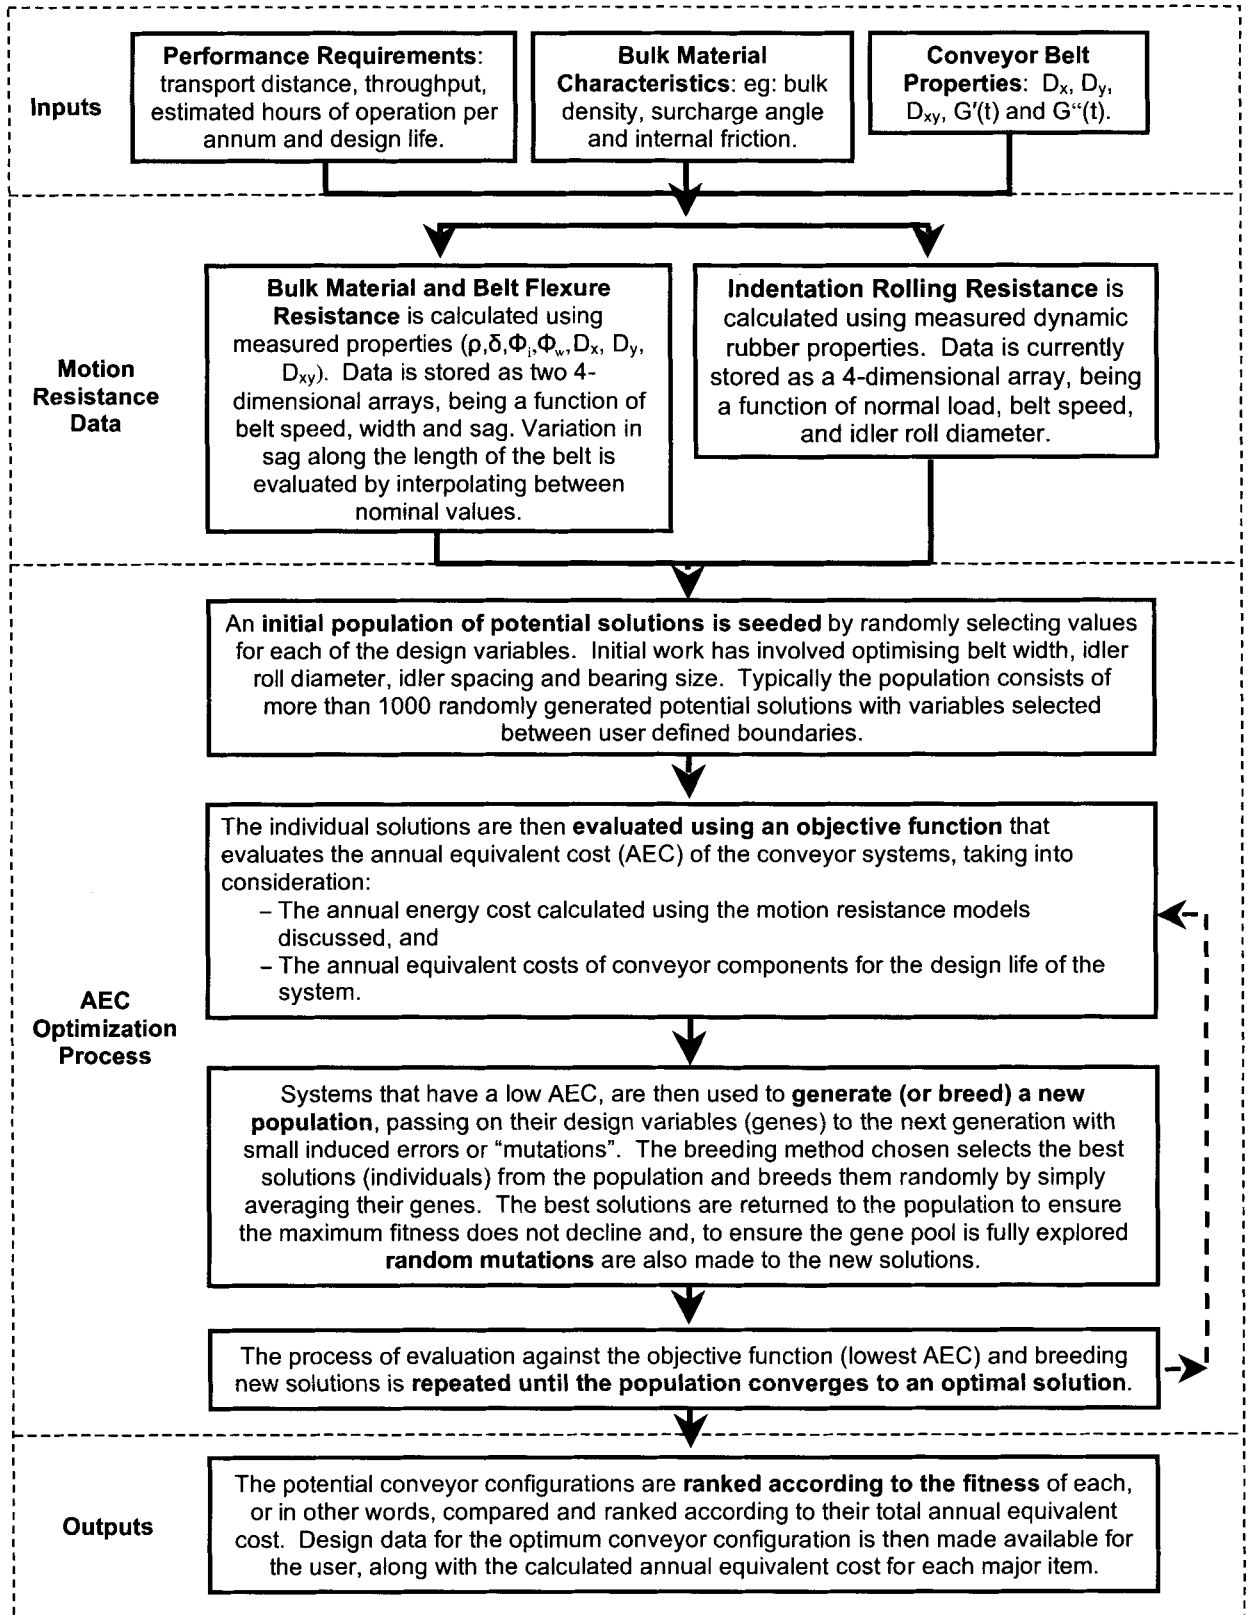 Inputs
Performance Requirements:
transport distance, throughput,
estimated hours of operation per
annum and design life.
Bulk Material
Characteristics: eg: bulk
density, surcharge angle
and internal friction.
Conveyor Belt
Properties: Dx, Dy,
Dxy, G′(t) and G“(t).
Motion
Resistance
Data
Bulk Material and Belt Flexure
Resistance is calculated using
measured properties (ρ,δ,Φi,Φw,Dx, Dy,
Dxy). Data is stored as two 4-
dimensional arrays, being a function of
belt speed, width and sag. Variation in
sag along the length of the belt is
evaluated by interpolating between
nominal values.
Indentation Rolling Resistance is
calculated using measured dynamic
rubber properties. Data is currently
stored as a 4-dimensional array, being
a function of normal load, belt speed,
and idler roll diameter.
AEC
Optimization
Process
An initial population of potential solutions is seeded by randomly selecting values
for each of the design variables. Initial work has involved optimising belt width, idler
roll diameter, idler spacing and bearing size. Typically the population consists of
more than 1000 randomly generated potential solutions with variables selected
between user defined boundaries.
The individual solutions are then evaluated using an objective function that
evaluates the annual equivalent cost (AEC) of the conveyor systems, taking into
consideration:
– The annual energy cost calculated using the motion resistance models
discussed, and
– The annual equivalent costs of conveyor components for the design life of the
system.
Systems that have a low AEC, are then used to generate (or breed) a new
population, passing on their design variables (genes) to the next generation with
small induced errors or “mutations”. The breeding method chosen selects the best
solutions (individuals) from the population and breeds them randomly by simply
averaging their genes. The best solutions are returned to the population to ensure
the maximum fitness does not decline and, to ensure the gene pool is fully explored
random mutations are also made to the new solutions.
The process of evaluation against the objective function (lowest AEC) and breeding
new solutions is repeated until the population converges to an optimal solution.
Outputs
The potential conveyor configurations are ranked according to the fitness of each,
or in other words, compared and ranked according to their total annual equivalent
cost. Design data for the optimum conveyor configuration is then made available for
the user, along with the calculated annual equivalent cost for each major item.